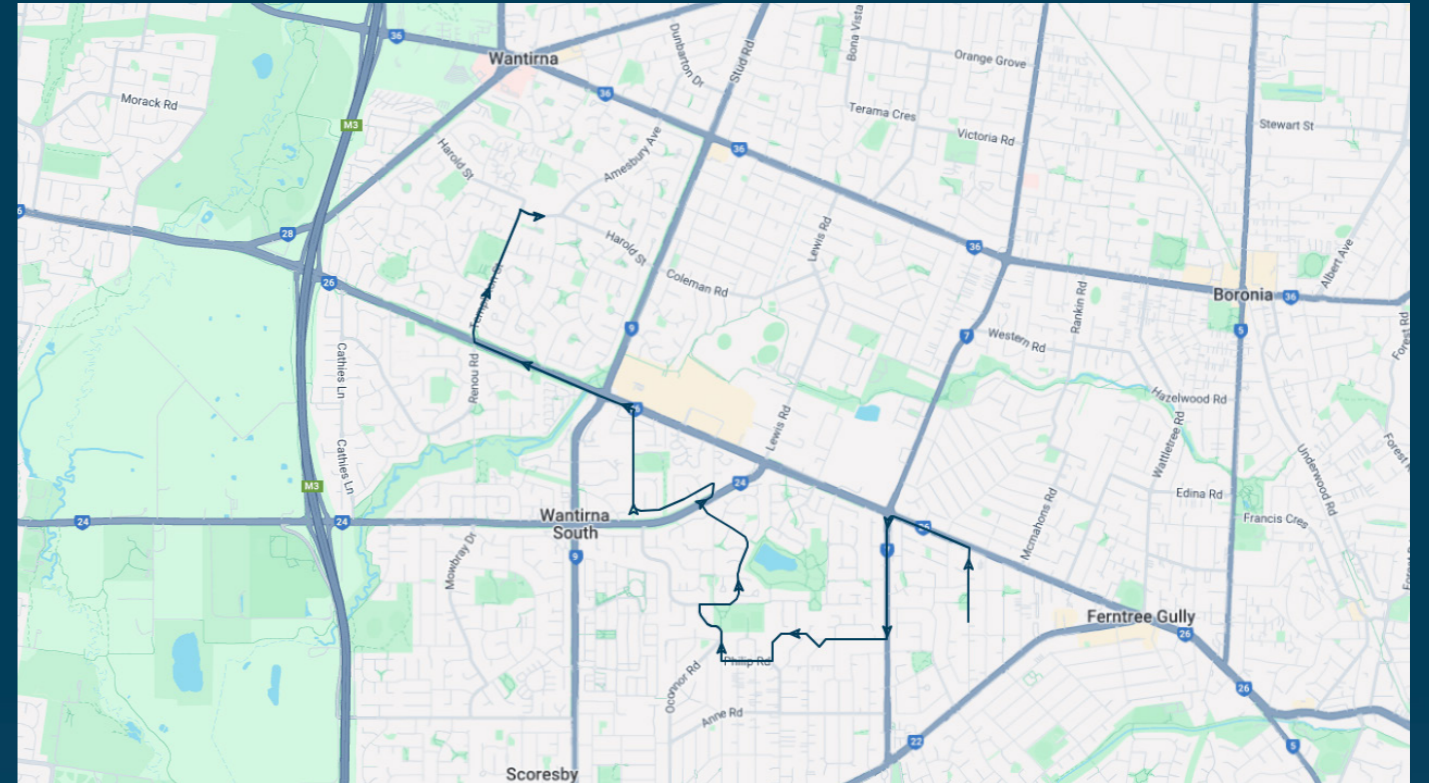 36
Wantirna
Dunbarton Dr
Stud Rd
Bona Vista
Orange Grove
Morack Rd
M3
36
Terama Cres
Victoria Rd
Stewart St
Harold St
Amesbury Ave
36
28
Harold St
Lewis Rd
36
Albert Ave
26
Coleman Rd
Boronia
36
Rankin Rd
Forest Rd
9
7
Western Rd
5
Cathies Ln
Renou Rd
Hazelwood Rd
Lewis Rd
Wattletree Rd
Cathies Ln
Underwood Rd
M3
24
Edina Rd
Mcmahons Rd
Francis Cres
24
24
Wantirna
South
9
Mowbray Dr
Ferntree Gully
26
Philip Rd
Oconnor Rd
Anne Rd
26
22
5
Scoresby